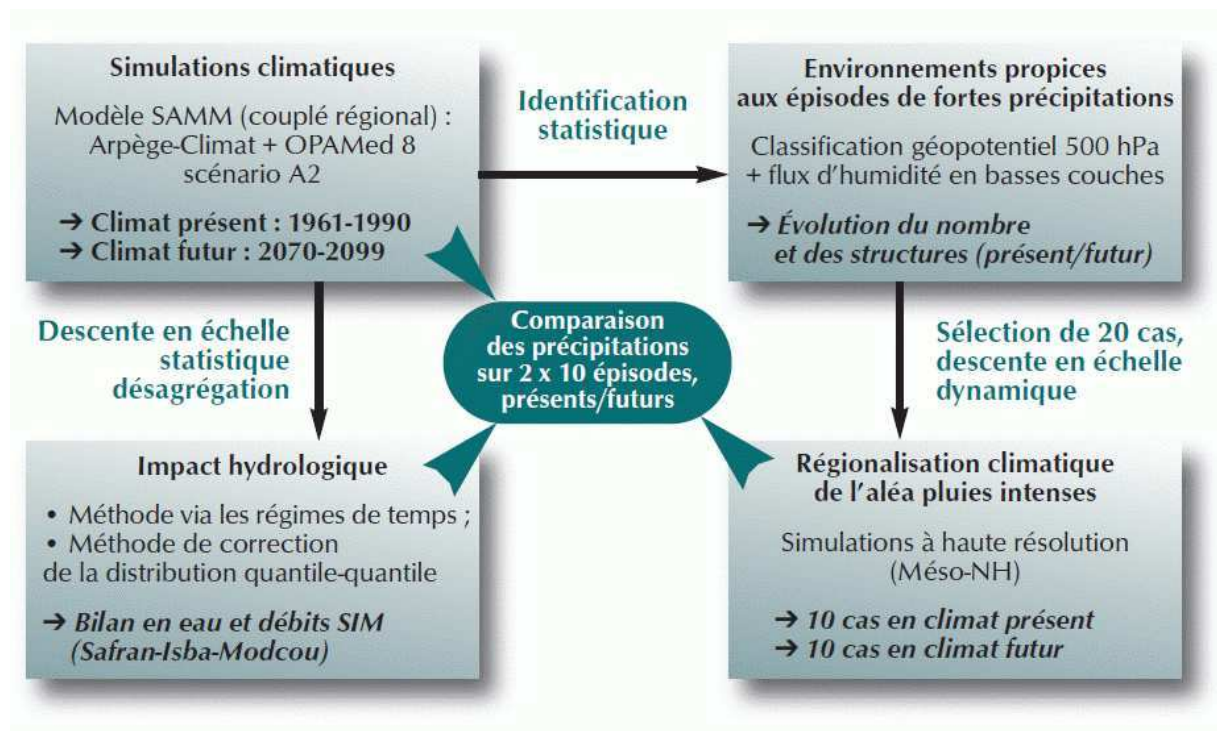 Simulations climatiques
Modèle SAMM (couplé régional) :
Arpège-Climat + OPAMed 8
scénario A2
➔ Climat présent : 1961-1990
➔ Climat futur : 2070-2099
Identification
statistique
Environnements propices
aux épisodes de fortes précipitations
Classification géopotentiel 500 hPa
+ flux d'humidité en basses couches
➔ Évolution du nombre
et des structures (présent/futur)
Descente en échelle
statistique
désagrégation
Comparaison
des précipitations
sur 2 x 10 épisodes,
présents/futurs
Sélection de 20 cas,
descente en échelle
dynamique
Impact hydrologique
• Méthode via les régimes de temps ;
• Méthode de correction
de la distribution quantile-quantile
➔ Bilan en eau et débits SIM
(Safran-Isba-Modcou)
Régionalisation climatique
de l'aléa pluies intenses
Simulations à haute résolution
(Méso-NH)
➔ 10 cas en climat présent
➔ 10 cas en climat futur